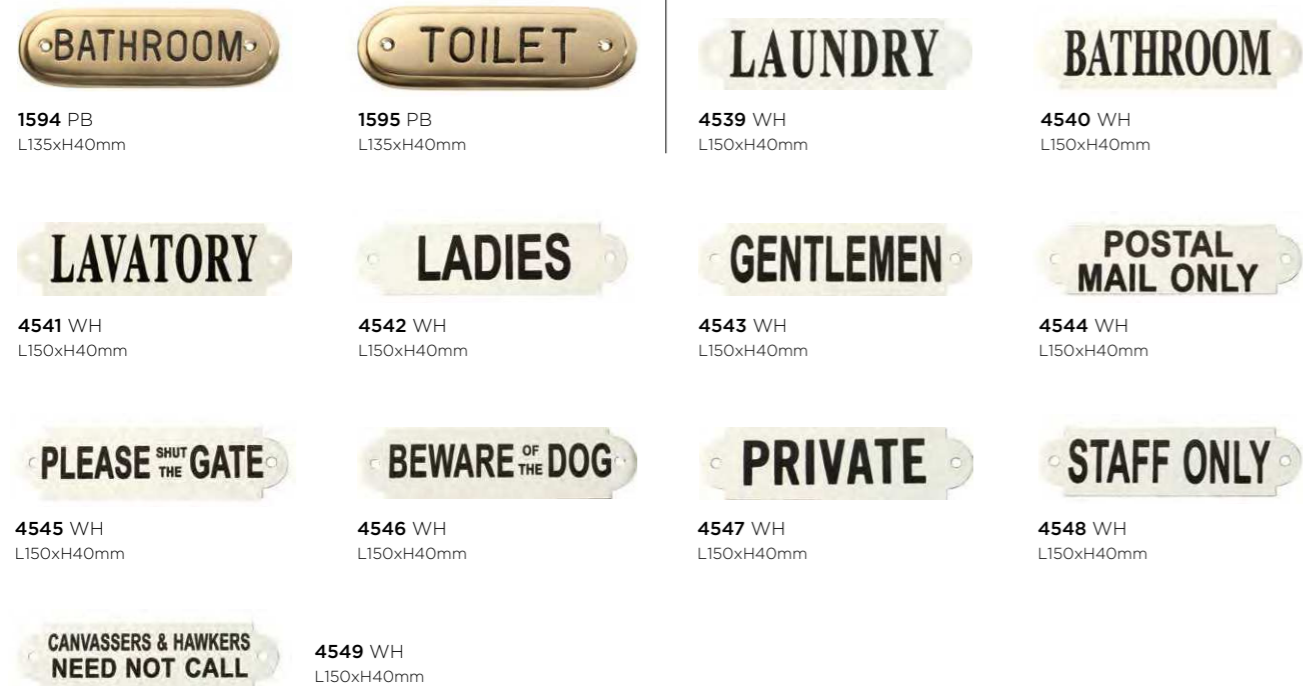 BATHROOM
1594 PB
L135xH40mm
TOILET
1595 PB
L135xH40mm
LAUNDRY
4539 WH
L150xH40mm
BATHROOM
4540 WH
L150xH40mm
LAVATORY
4541 WH
L150xH40mm
LADIES
4542 WH
L150xH40mm
GENTLEMEN
4543 WH
L150xH40mm
POSTAL
MAIL ONLY
4544 WH
L150xH40mm
PLEASE SHUT THE GATE
4545 WH
L150xH40mm
BEWARE OF THE DOG
4546 WH
L150xH40mm
PRIVATE
4547 WH
L150xH40mm
STAFF ONLY
4548 WH
L150xH40mm
CANVASSERS & HAWKERS
NEED NOT CALL
4549 WH
L150xH40mm